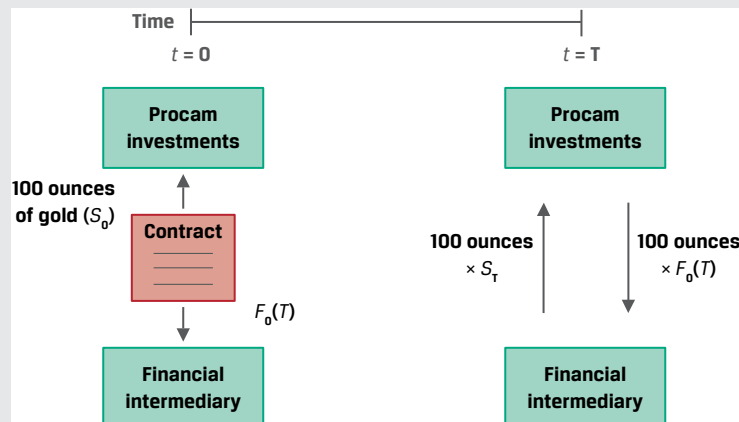 Time
t = 0
t = T
Procam
investments
Procam
investments
100 ounces
of gold (S₀)
Contract
100 ounces
× S_T
100 ounces
× F₀(T)
F₀(T)
Financial
intermediary
Financial
intermediary